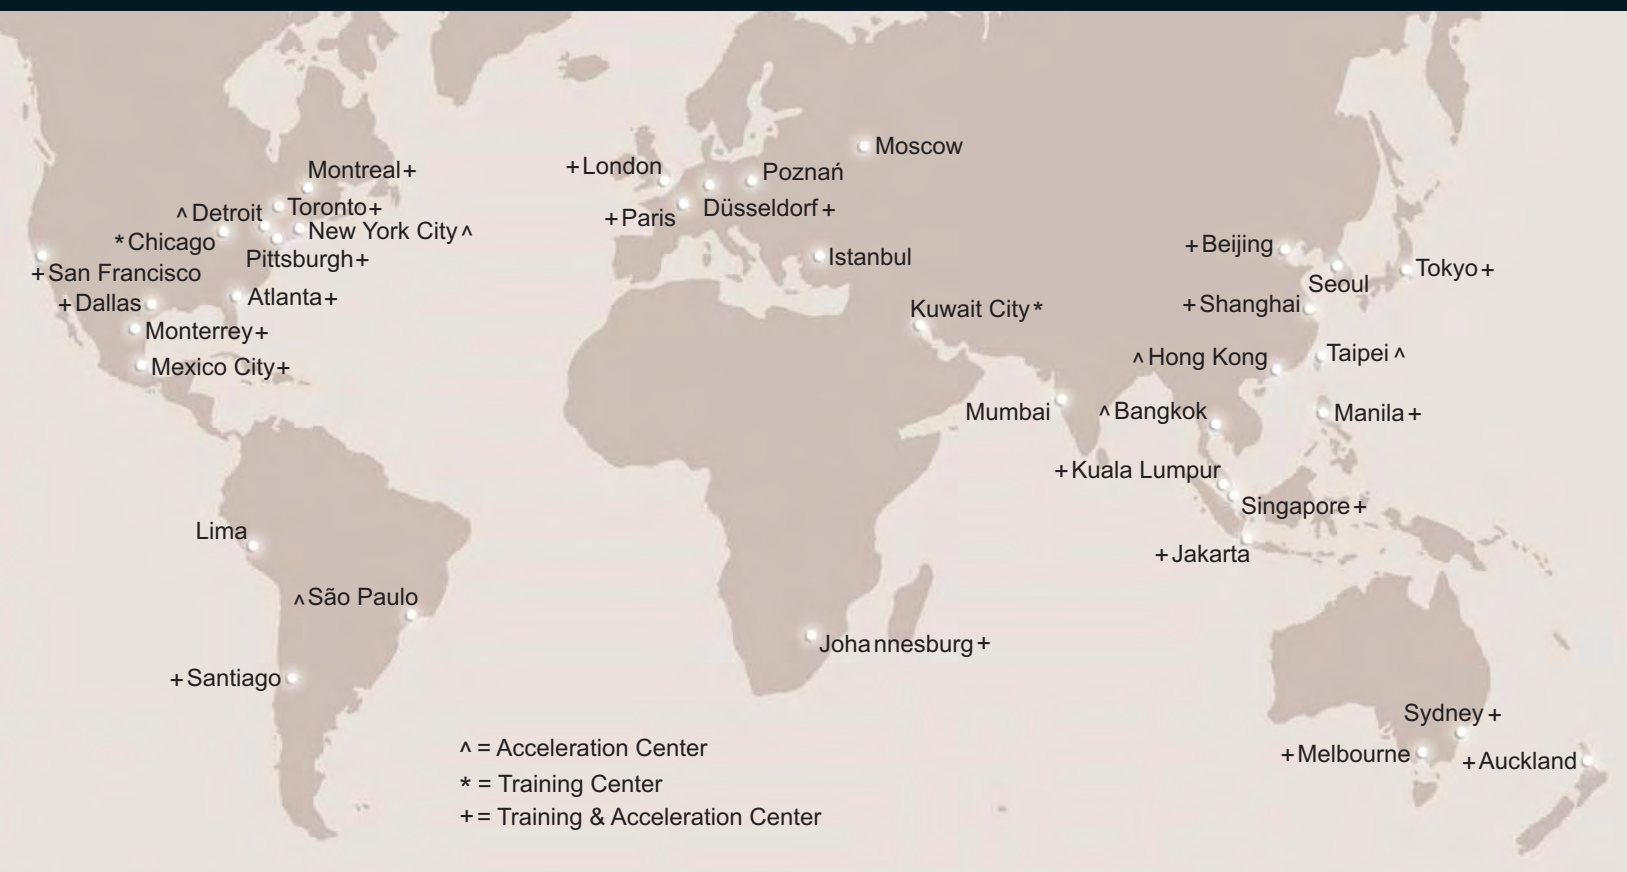 Moscow
+London
Poznań
Montreal+
Toronto+
Düsseldorf+
^Detroit
+Paris
New York City^
*Chicago
+Beijing
Istanbul
Pittsburgh+
Tokyo+
+San Francisco
Seoul
Atlanta+
+Dallas
+Shanghai
Kuwait City*
Monterrey+
Taipei^
^Hong Kong
Mexico City+
^Bangkok
Mumbai
Manila+
+Kuala Lumpur
Singapore+
Lima
+Jakarta
^São Paulo
Johannesburg+
+Santiago
Sydney+
^ = Acceleration Center
+Melbourne
+Auckland
* = Training Center
+ = Training & Acceleration Center